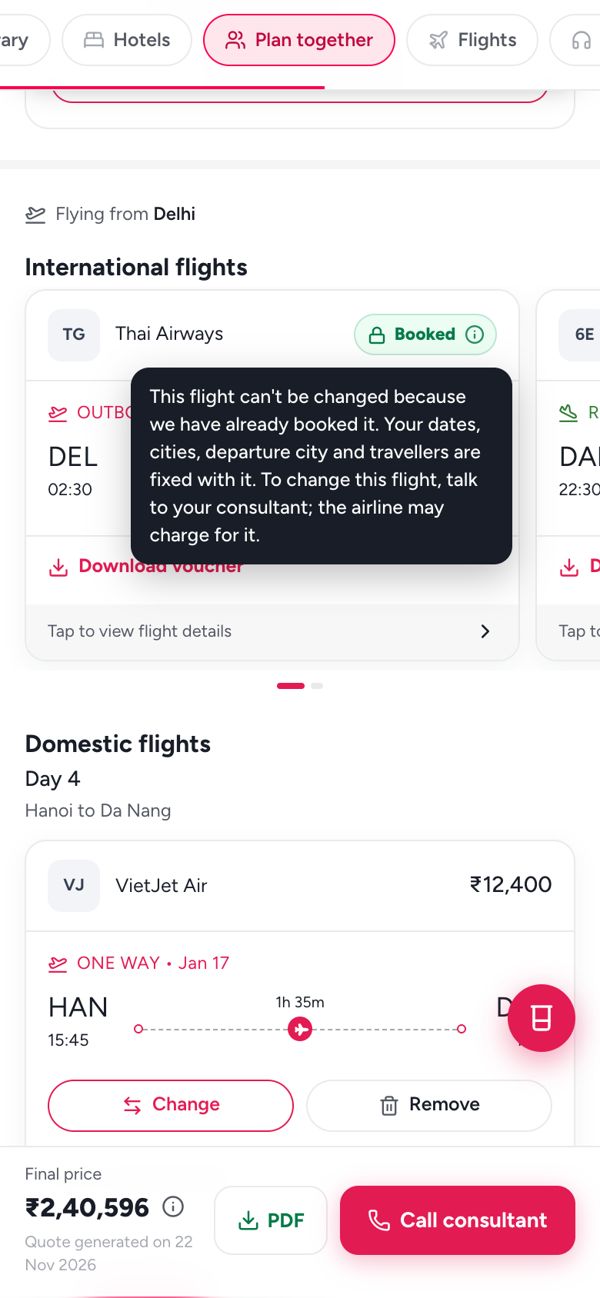 Hotels
Plan together
Flights
Flying from Delhi
International flights
TG
Thai Airways
Booked
6E
This flight can't be changed because
we have already booked it. Your dates,
cities, departure city and travellers are
fixed with it. To change this flight, talk
to your consultant; the airline may
charge for it.
DEL
02:30
22:30
Download voucher
Tap to view flight details
Domestic flights
Day 4
Hanoi to Da Nang
VJ
VietJet Air
₹12,400
ONE WAY • Jan 17
HAN
1h 35m
15:45
Change
Remove
Final price
₹2,40,596
Quote generated on 22
Nov 2026
PDF
Call consultant